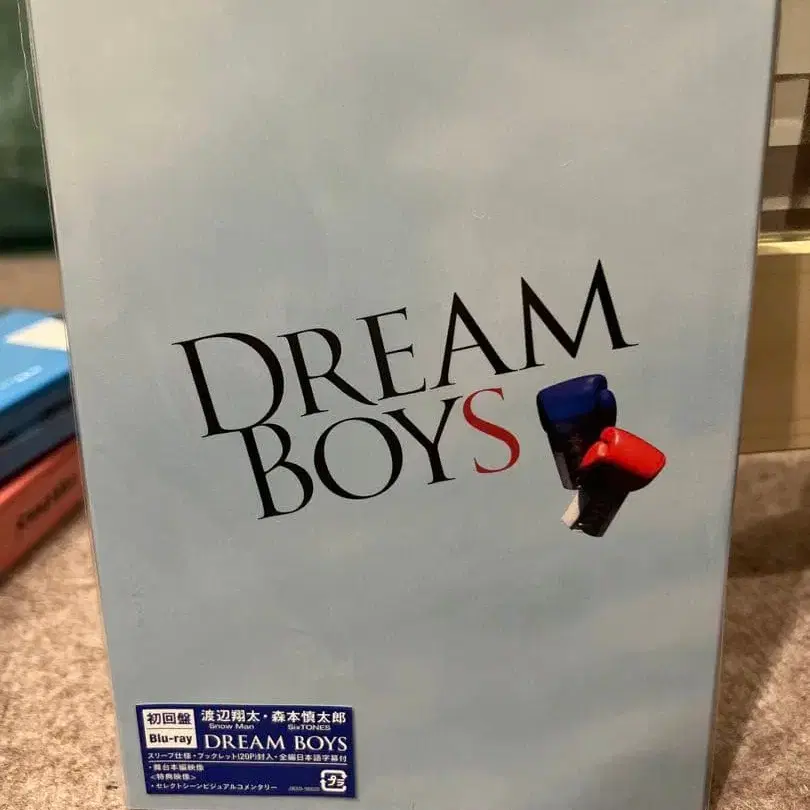 DREAM
BOYS
初回盤
Blu-ray
渡辺翔太・森本慎太郎
Snow Man SixTONES
DREAM BOYS
スリーブ仕様・ブックレット(20P)封入・全編日本語字幕付
・舞台本編映像
<特典映像>
・セレクトシーンビジュアルコメンタリー